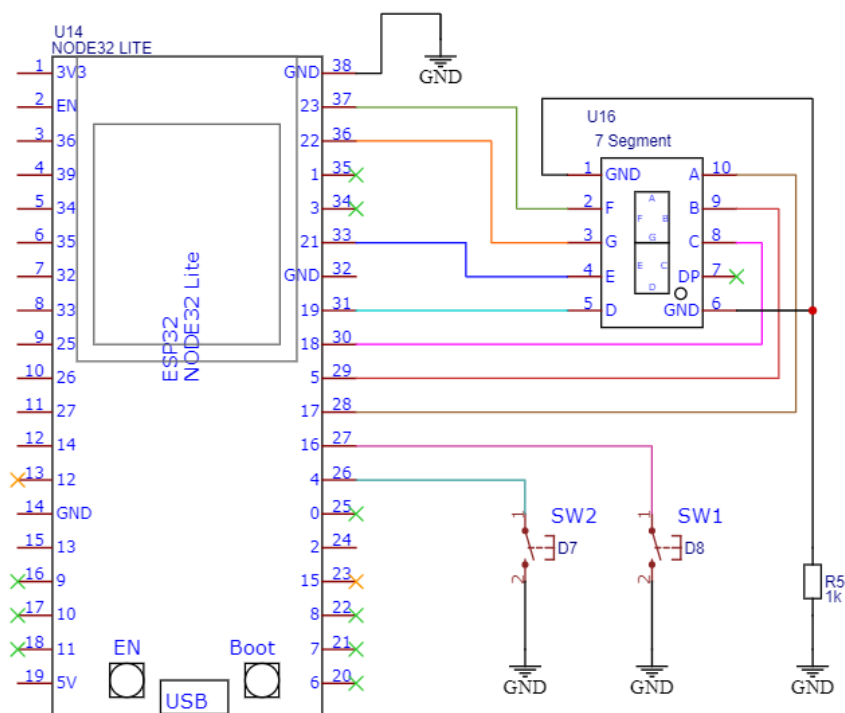 U14
NODE32 LITE
1 3V3 GND 38
2 EN 23 37
3 36 22 36
4 39 1 35
5 34 3 34
6 35 21 33
7 32 GND 32
8 33 19 31
9 25 18 30
10 26 5 29
11 27 17 28
12 14 16 27
13 12 4 26
14 GND 0 25
15 13 2 24
16 9 15 23
17 10 8 22
18 11 7 21
19 5V 6 20
ESP32
NODE32 Lite
EN
Boot
USB
GND
U16
7 Segment
1 GND A 10
2 F B 9
3 G C 8
4 E DP 7
5 D GND 6
A
F B
G
E C
D
1
SW2
D7
2
GND
1
SW1
D8
2
GND
R5
1k
GND